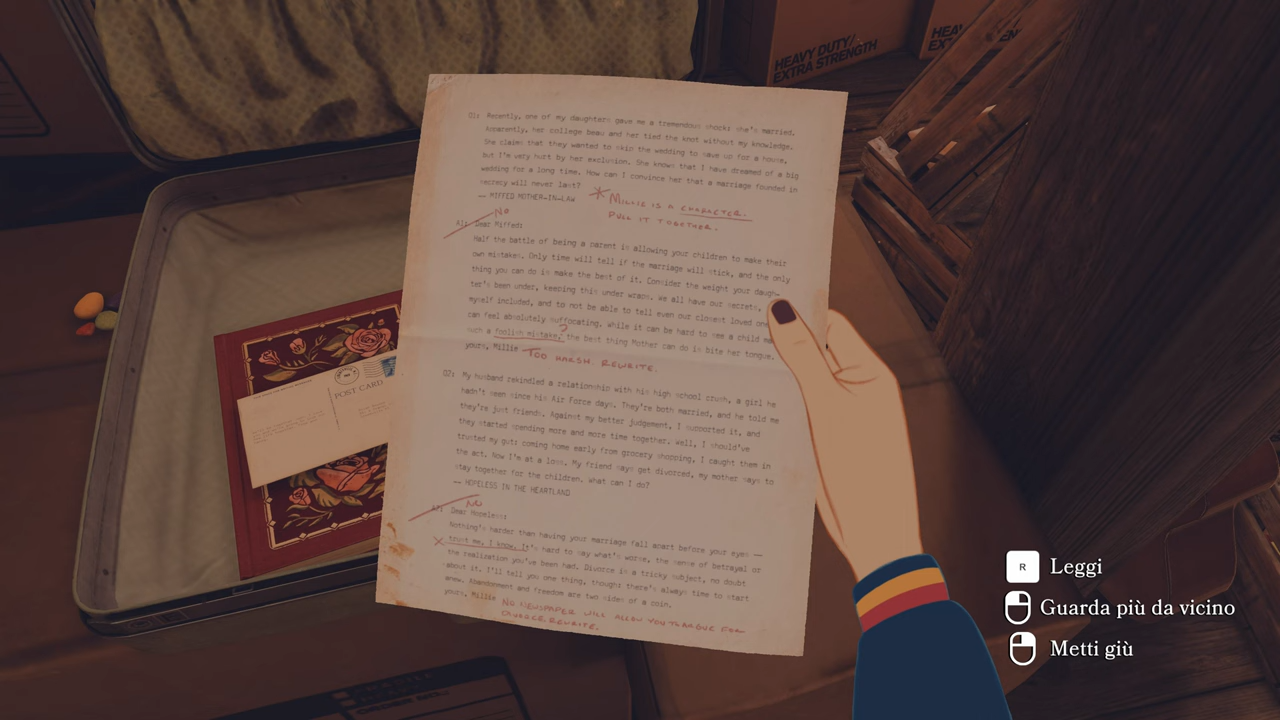 HEAVY DUTY/
EXTRA STRENGTH
HEAVY
Q1: Recently, one of my daughters gave me a tremendous shock: she's married.
Apparently, her college beau and her tied the knot without my knowledge.
She claims that they wanted to skip the wedding to save up for a house,
but I'm very hurt by her exclusion. She knows that I have dreamed of a big
wedding for a long time. How can I convince her that a marriage founded in
secrecy will never last?
-- MIFFED MOTHER-IN-LAW
* MILLIE IS A CHARACTER.
PULL IT TOGETHER.
NO
A1: Dear Miffed:
Half the battle of being a parent is allowing your children to make their
own mistakes. Only time will tell if the marriage will stick, and the only
thing you can do is make the best of it. Consider the weight your daugh-
ter's been under, keeping this under wraps. We all have our secrets,
myself included, and to not be able to tell even our closest loved one
can feel absolutely suffocating. While it can be hard to see a child ma
such a foolish mistake, the best thing Mother can do is bite her tongue.
?
yours, Millie
TOO HARSH. REWRITE.
Q2: My husband rekindled a relationship with his high school crush, a girl he
hadn't seen since his Air Force days. They're both married, and he told me
they're just friends. Against my better judgement, I supported it, and
they started spending more and more time together. Well, I should've
trusted my gut: coming home early from grocery shopping, I caught them in
the act. Now I'm at a loss. My friend says get divorced, my mother says to
stay together for the children. What can I do?
-- HOPELESS IN THE HEARTLAND
NO
A2: Dear Hopeless:
Nothing's harder than having your marriage fall apart before your eyes —
X trust me, I know. It's hard to say what's worse, the sense of betrayal or
the realization you've been had. Divorce is a tricky subject, no doubt
about it. I'll tell you one thing, though: there's always time to start
anew. Abandonment and freedom are two sides of a coin.
yours, Millie
NO NEWSPAPER WILL ALLOW YOU TO ARGUE FOR
DIVORCE. REWRITE.
POST CARD
R Leggi
Guarda più da vicino
Metti giù